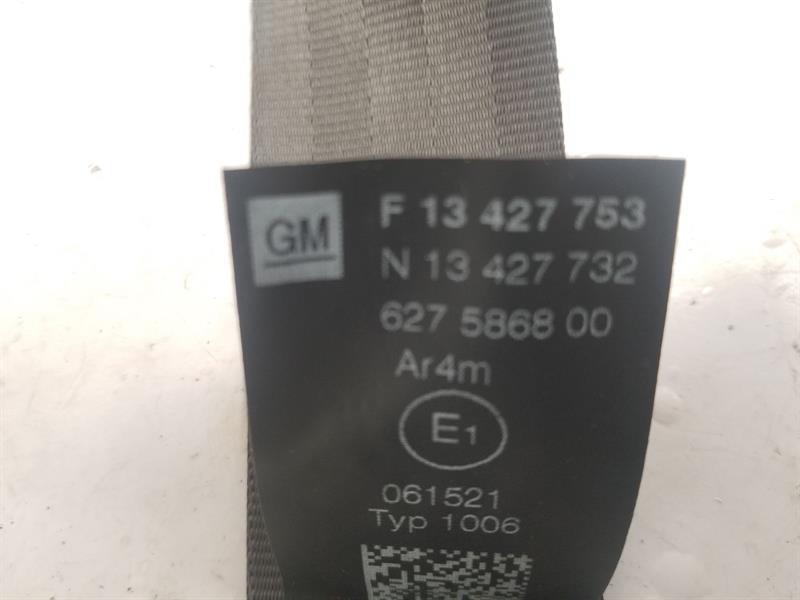 GM
F 13 427 753
N 13 427 732
627 5868 00
Ar4m
E1
061521
Typ 1006